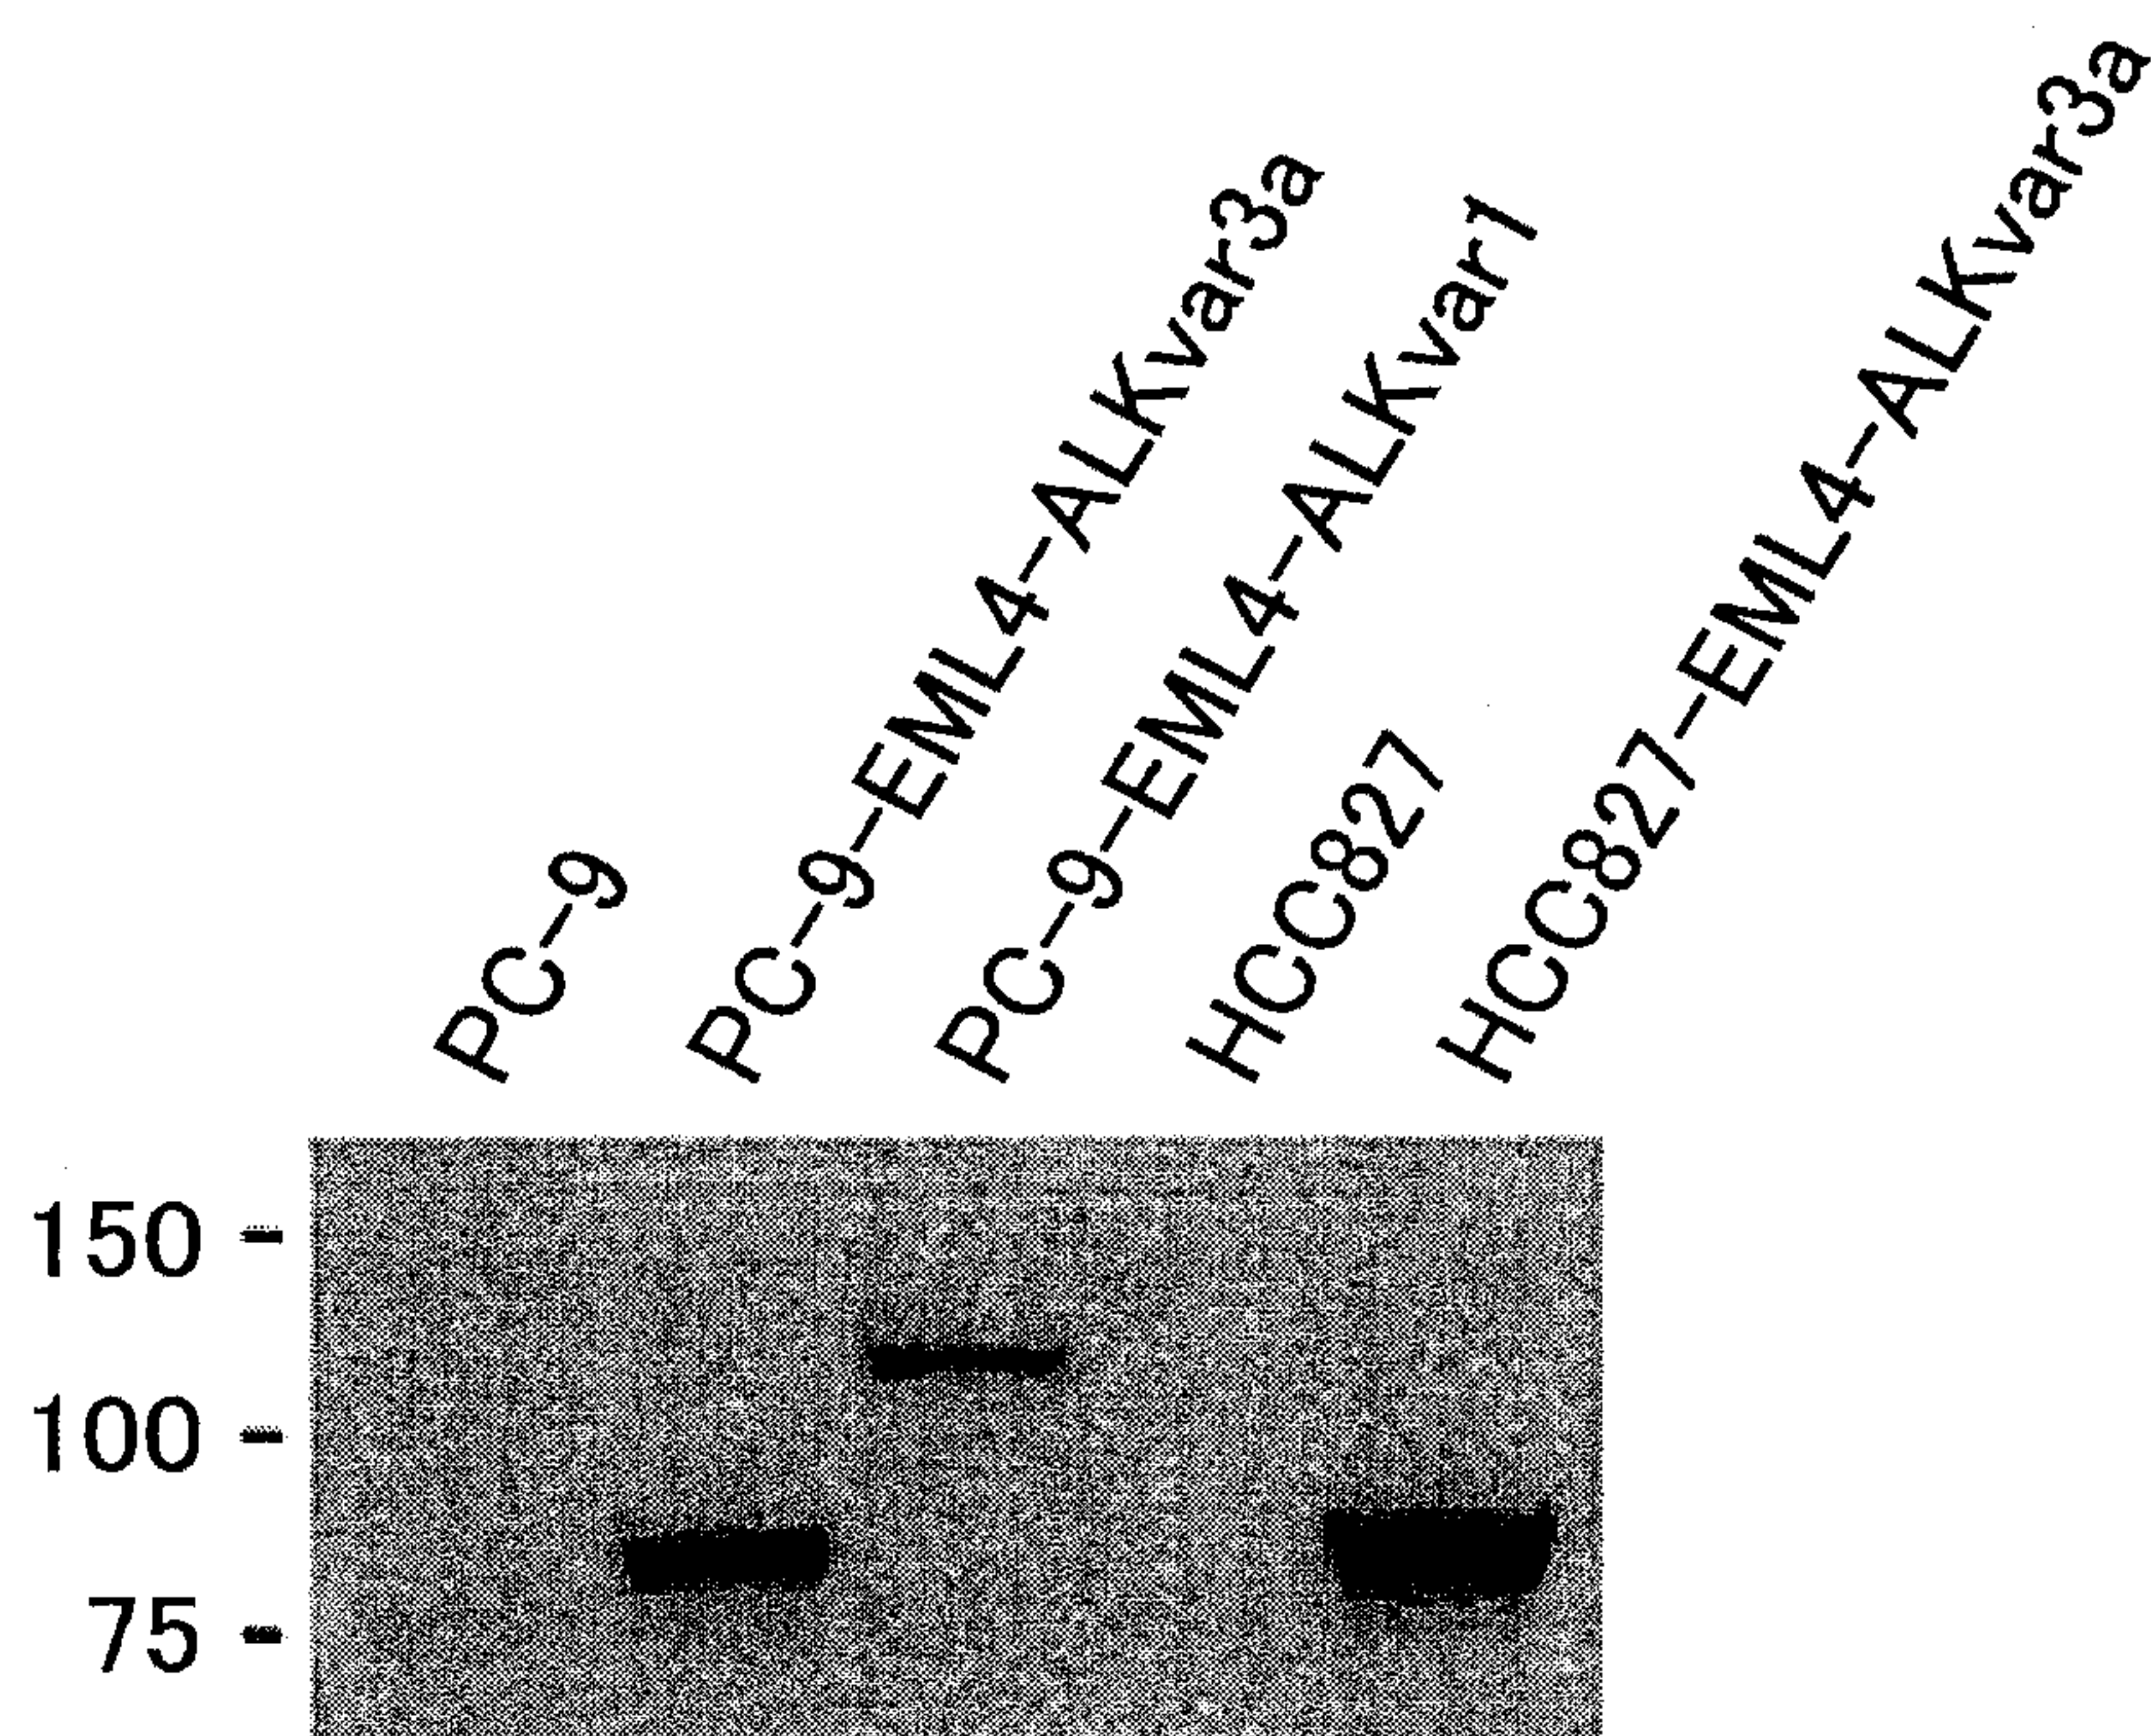 PC-9
PC-9-EML4-ALKvar3a
PC-9-EML4-ALKvar1
HCC827
HCC827-EML4-ALKvar3a
150
100
75